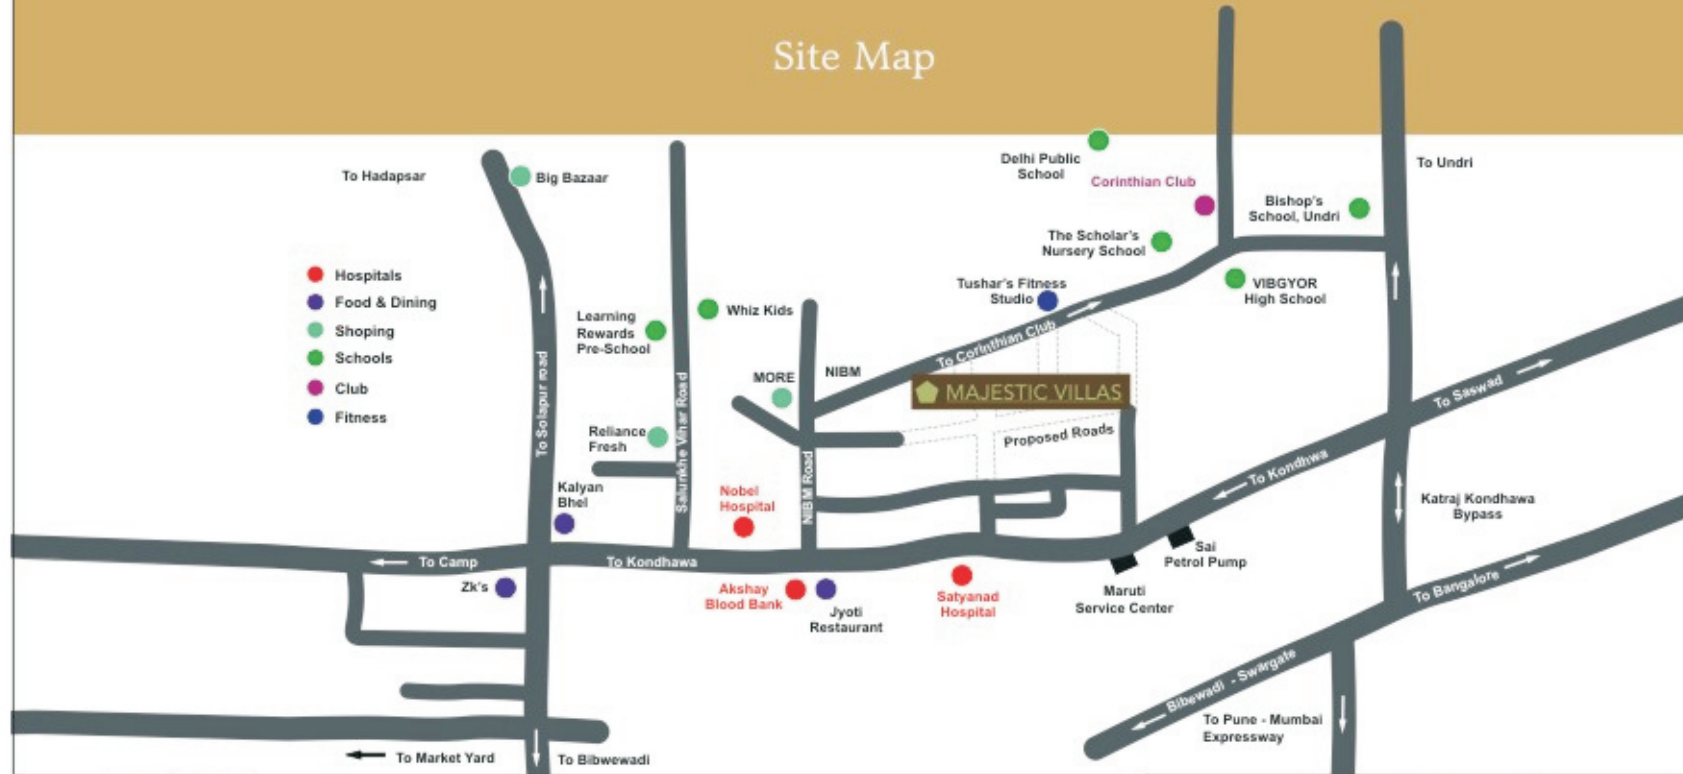 Site Map
To Hadapsar
Big Bazaar
Delhi Public
School
Corinthian Club
To Undri
Bishop's
School, Undri
The Scholar's
Nursery School
Hospitals
Food & Dining
Shoping
Schools
Club
Fitness
Tushar's Fitness
Studio
VIBGYOR
High School
Learning
Rewards
Pre-School
Whiz Kids
To Corinthian Club
MORE
NIBM
MAJESTIC VILLAS
To Solapur road
Salunkhe Vihar Road
To Saswad
Reliance
Fresh
Proposed Roads
NIBM Road
To Kondhwa
Kalyan
Bhel
Nobel
Hospital
Katraj Kondhawa
Bypass
To Camp
To Kondhawa
Sai
Petrol Pump
Zk's
Akshay
Blood Bank
Jyoti
Restaurant
Satyanad
Hospital
Maruti
Service Center
To Bangalore
Bibewadi - Swargate
To Pune - Mumbai
Expressway
To Market Yard
To Bibwewadi